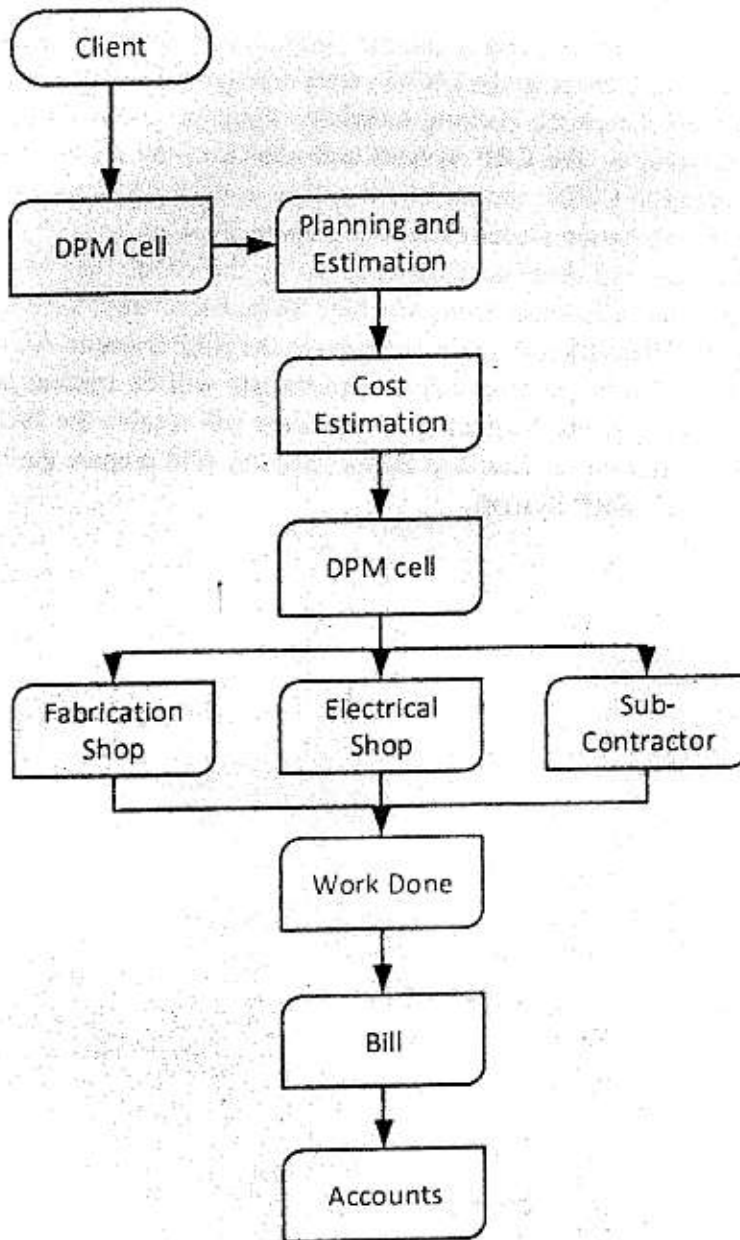 Client
DPM Cell
Planning and
Estimation
Cost
Estimation
DPM cell
Fabrication
Shop
Electrical
Shop
Sub-
Contractor
Work Done
Bill
Accounts